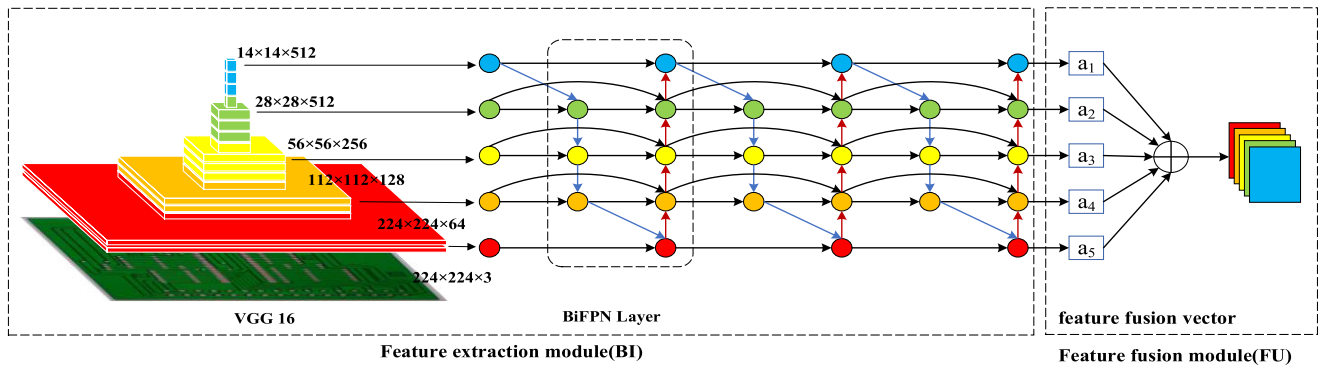 14×14×512
28×28×512
56×56×256
112×112×128
224×224×64
224×224×3
VGG 16
BiFPN Layer
Feature extraction module(BI)
a1
a2
a3
a4
a5
feature fusion vector
Feature fusion module(FU)